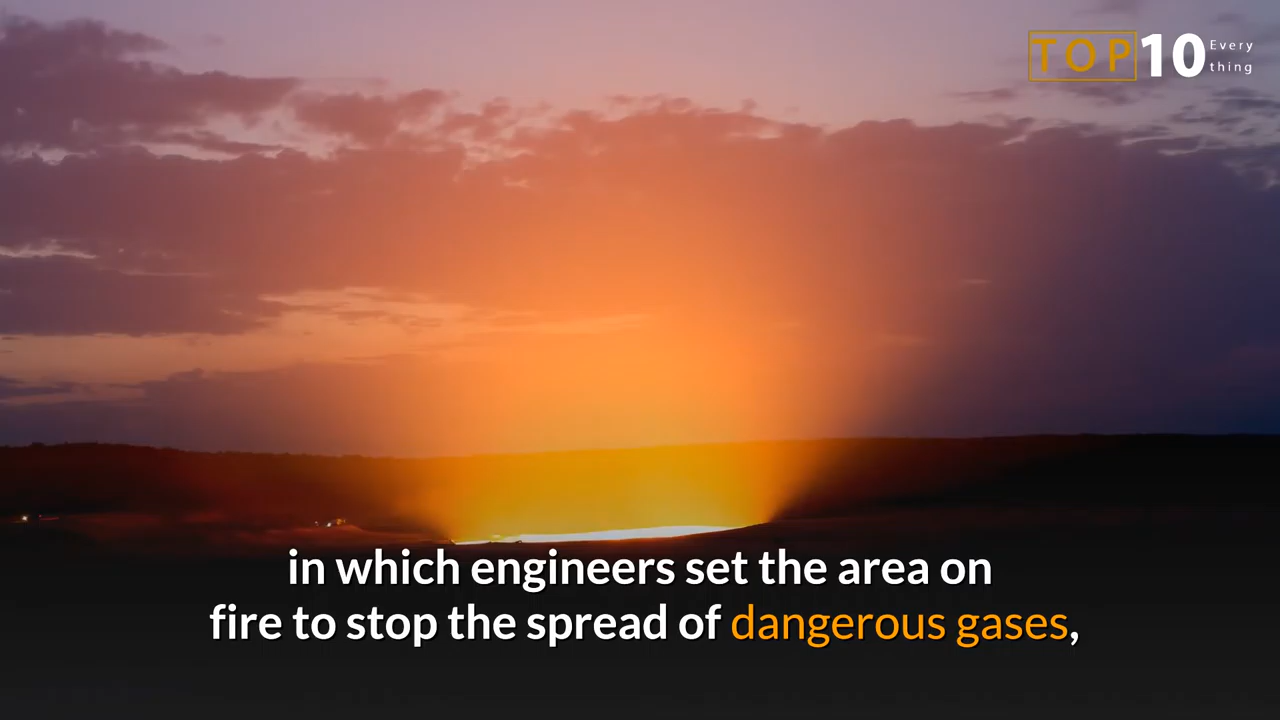 TOP10 Every
thing
in which engineers set the area on
fire to stop the spread of dangerous gases,